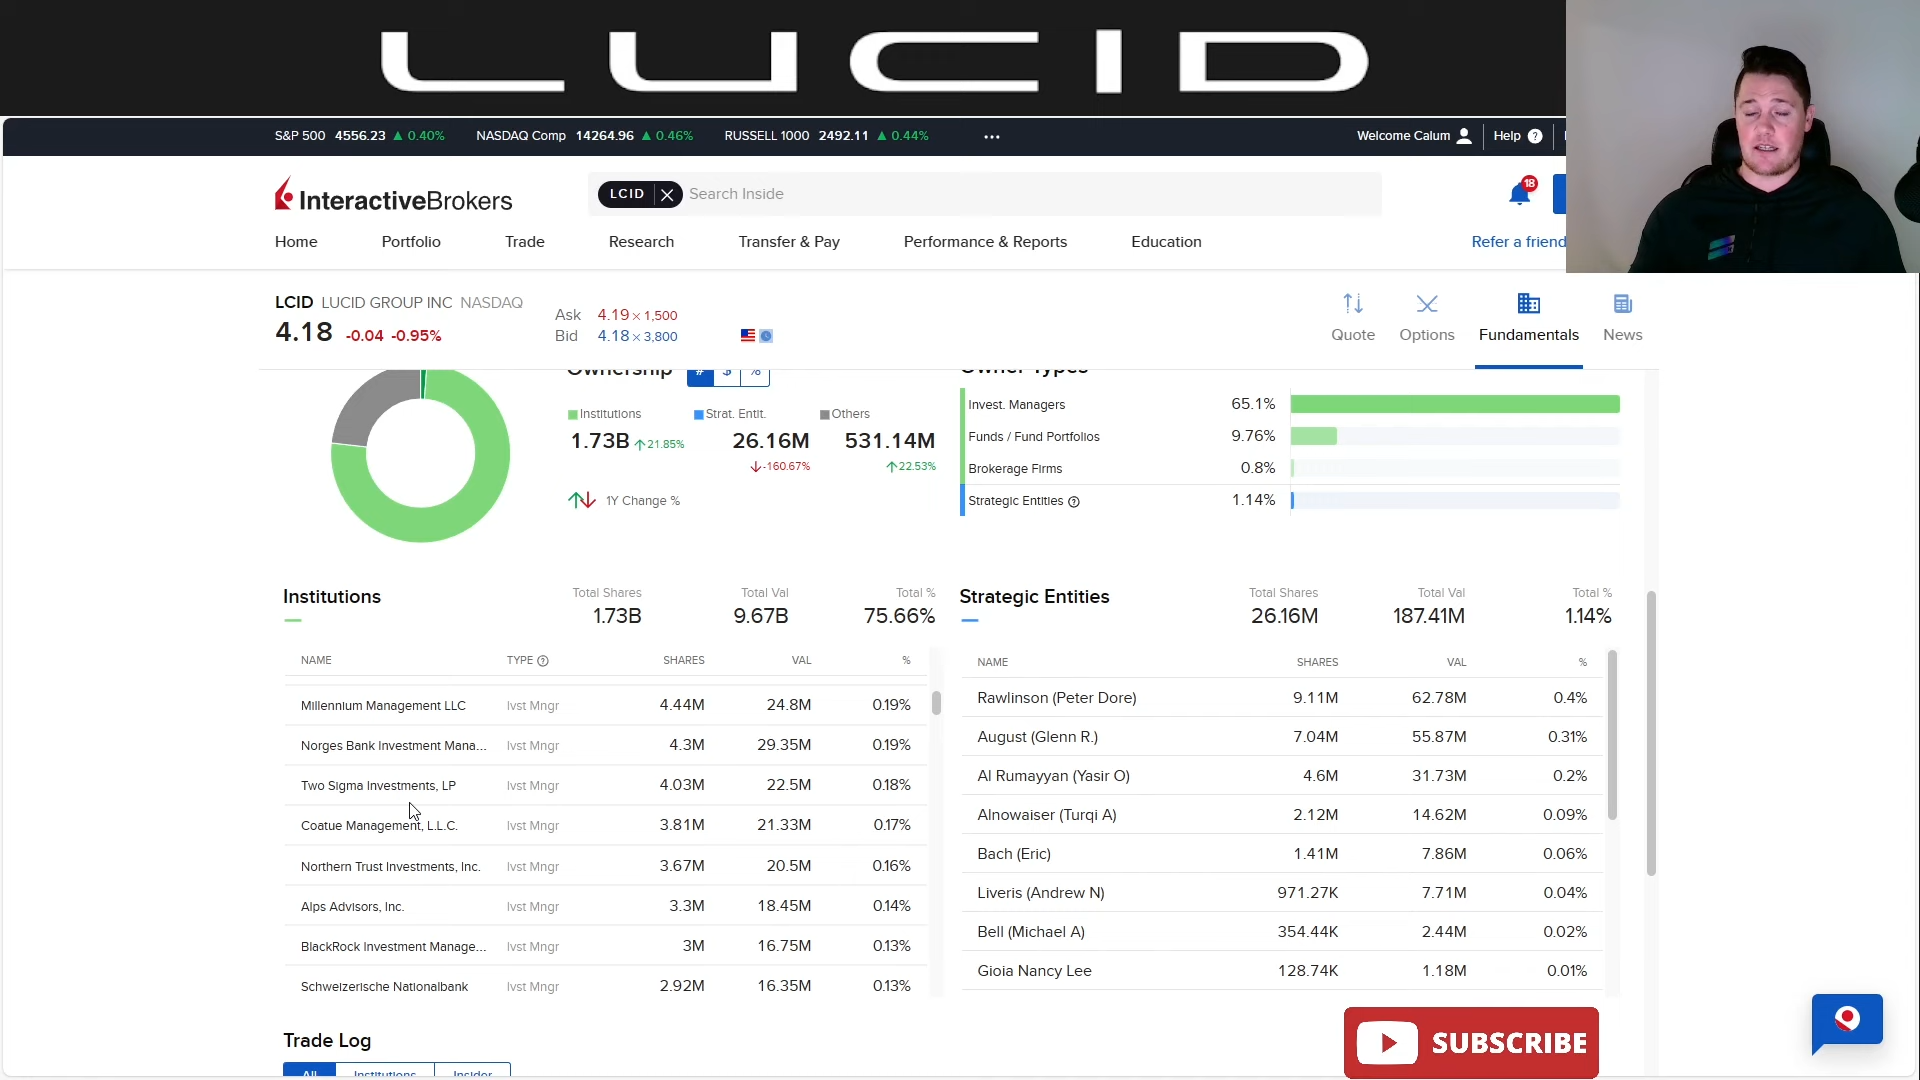 LUCID
S&P 500 4556.23 ▲ 0.40% NASDAQ Comp 14264.96 ▲ 0.46% RUSSELL 1000 2492.11 ▲ 0.44% ••• Welcome Calum Help ?
InteractiveBrokers LCID × Search Inside 18
Home Portfolio Trade Research Transfer & Pay Performance & Reports Education Refer a friend
LCID LUCID GROUP INC NASDAQ
4.18 -0.04 -0.95%
Ask 4.19 × 1,500
Bid 4.18 × 3,800
Quote Options Fundamentals News
Ownership # $ %
Institutions Strat. Entit. Others
1.73B ↑21.85% 26.16M 531.14M
↓-160.67% ↑22.53%
↑↓ 1Y Change %
Owner Types
Invest. Managers 65.1%
Funds / Fund Portfolios 9.76%
Brokerage Firms 0.8%
Strategic Entities ? 1.14%
Institutions Total Shares Total Val Total %
1.73B 9.67B 75.66%
NAME TYPE ? SHARES VAL %
Millennium Management LLC Ivst Mngr 4.44M 24.8M 0.19%
Norges Bank Investment Mana... Ivst Mngr 4.3M 29.35M 0.19%
Two Sigma Investments, LP Ivst Mngr 4.03M 22.5M 0.18%
Coatue Management, L.L.C. Ivst Mngr 3.81M 21.33M 0.17%
Northern Trust Investments, Inc. Ivst Mngr 3.67M 20.5M 0.16%
Alps Advisors, Inc. Ivst Mngr 3.3M 18.45M 0.14%
BlackRock Investment Manage... Ivst Mngr 3M 16.75M 0.13%
Schweizerische Nationalbank Ivst Mngr 2.92M 16.35M 0.13%
Strategic Entities Total Shares Total Val Total %
26.16M 187.41M 1.14%
NAME SHARES VAL %
Rawlinson (Peter Dore) 9.11M 62.78M 0.4%
August (Glenn R.) 7.04M 55.87M 0.31%
Al Rumayyan (Yasir O) 4.6M 31.73M 0.2%
Alnowaiser (Turqi A) 2.12M 14.62M 0.09%
Bach (Eric) 1.41M 7.86M 0.06%
Liveris (Andrew N) 971.27K 7.71M 0.04%
Bell (Michael A) 354.44K 2.44M 0.02%
Gioia Nancy Lee 128.74K 1.18M 0.01%
Trade Log
All Institutions Insider
SUBSCRIBE